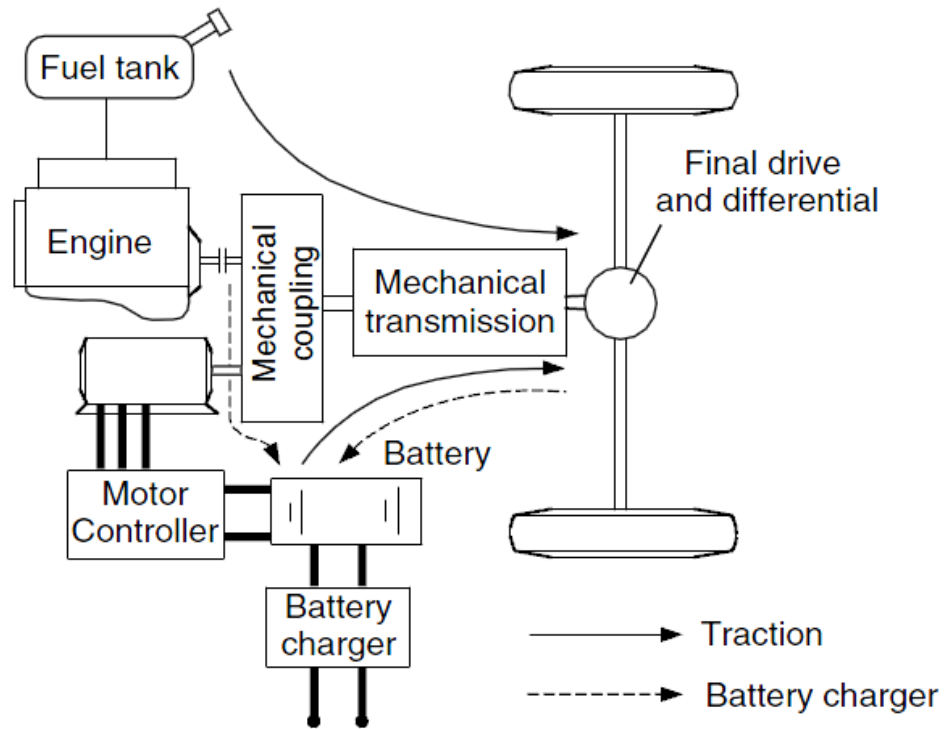 Fuel tank
Final drive
and differential
Engine
Mechanical
coupling
Mechanical
transmission
Battery
Motor
Controller
Battery
charger
Traction
Battery charger